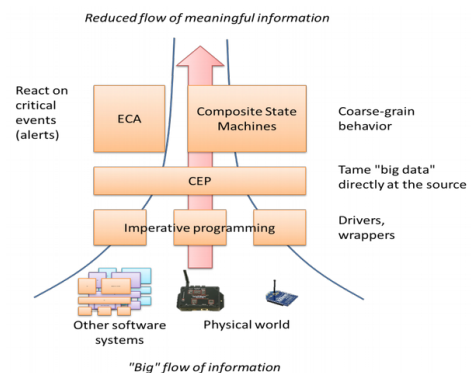 Reduced flow of meaningful information
React on
critical
events
(alerts)
ECA
Composite State
Machines
Coarse-grain
behavior
CEP
Tame "big data"
directly at the source
Imperative programming
Drivers,
wrappers
Other software
systems
Physical world
"Big" flow of information